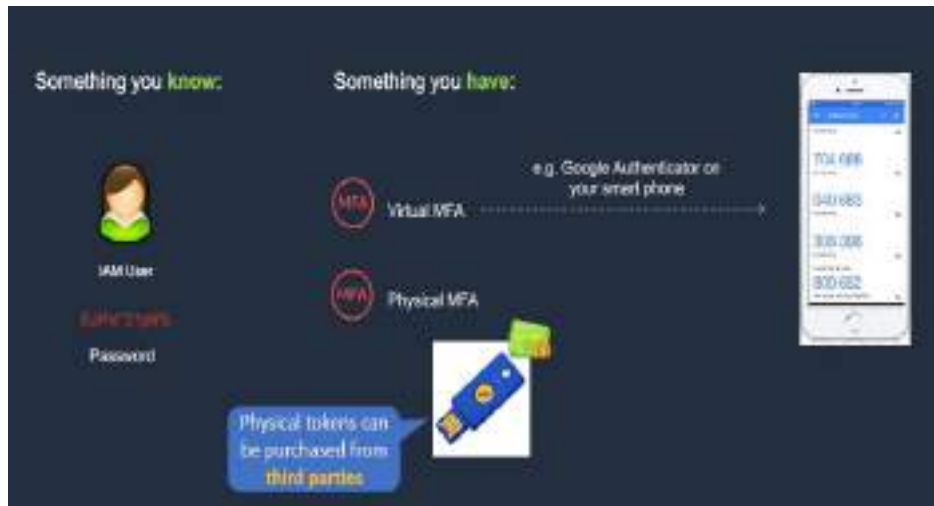 Something you know:
Something you have:
e.g. Google Authenticator on
your smart phone
MFA
Virtual MFA
IAM User
MFA
Physical MFA
Password
Physical tokens can
be purchased from
third parties